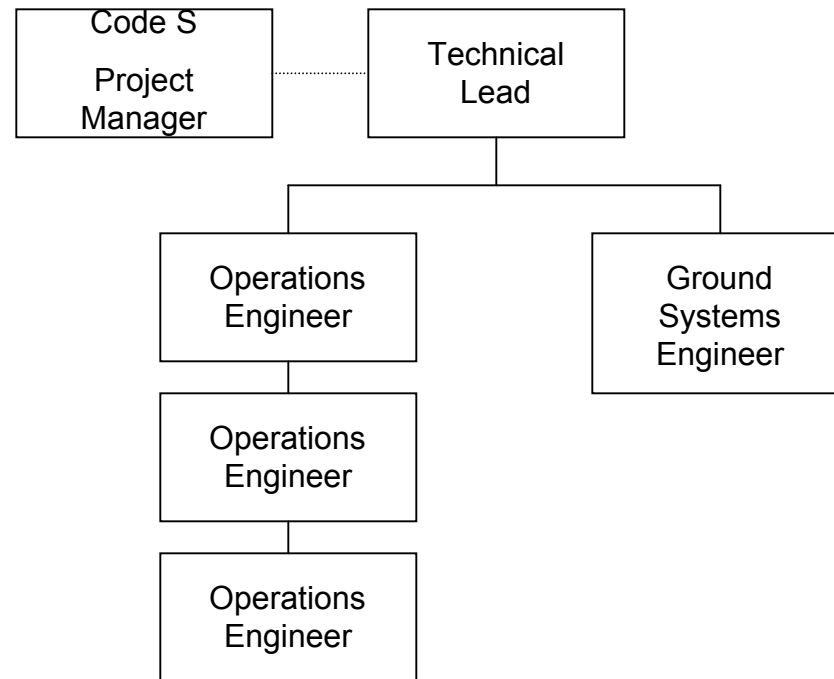 Code S
Project
Manager
Technical
Lead
Operations
Engineer
Ground
Systems
Engineer
Operations
Engineer
Operations
Engineer